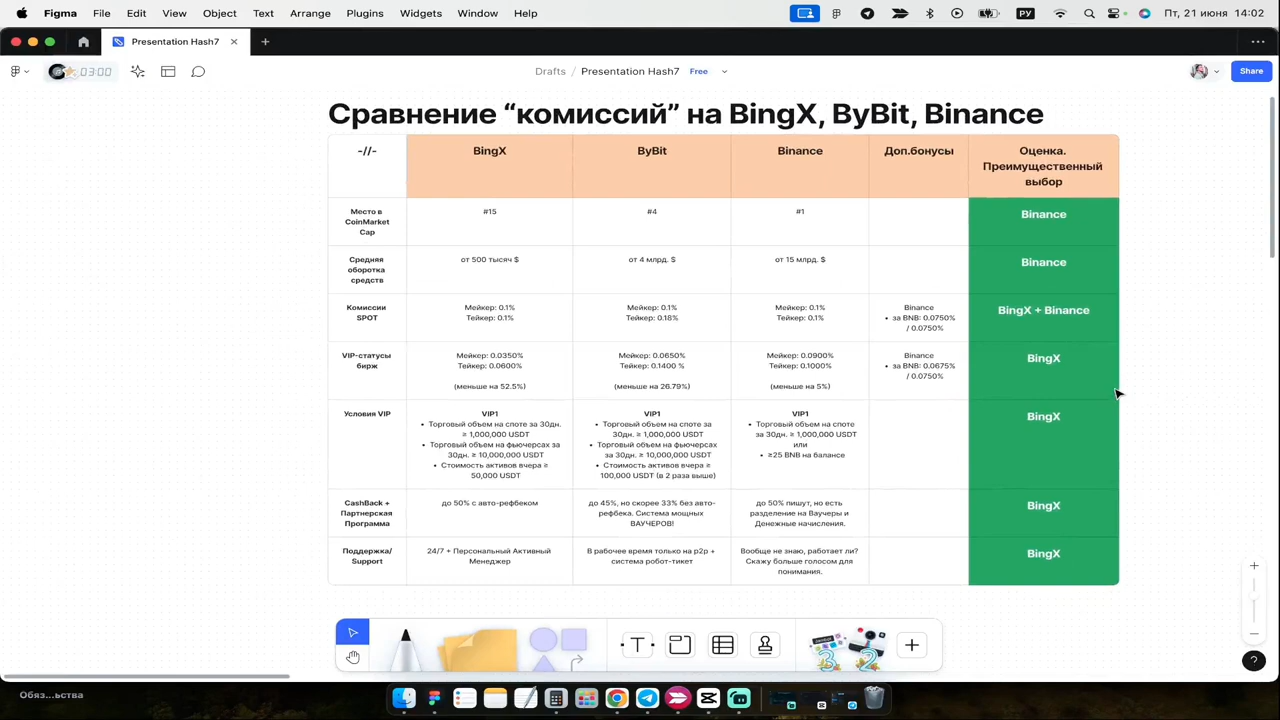 Figma File Edit View Object Text Arrange Plugins Widgets Window Help РУ Пт, 21 июня 14:02
Presentation Hash7
03:00 Drafts / Presentation Hash7 Free Share
Сравнение “комиссий” на BingX, ByBit, Binance
-//- BingX ByBit Binance Доп.бонусы Оценка.
Преимущественный
выбор
Место в
CoinMarket
Cap
#15
#4
#1
Binance
Средняя
оборотка
средств
от 500 тысяч $
от 4 млрд. $
от 15 млрд. $
Binance
Комиссии
SPOT
Мейкер: 0.1%
Тейкер: 0.1%
Мейкер: 0.1%
Тейкер: 0.18%
Мейкер: 0.1%
Тейкер: 0.1%
Binance
• за BNB: 0.0750%
/ 0.0750%
BingX + Binance
VIP-статусы
бирж
Мейкер: 0.0350%
Тейкер: 0.0600%
(меньше на 52.5%)
Мейкер: 0.0650%
Тейкер: 0.1400 %
(меньше на 26.79%)
Мейкер: 0.0900%
Тейкер: 0.1000%
(меньше на 5%)
Binance
• за BNB: 0.0675%
/ 0.0750%
BingX
Условия VIP
VIP1
• Торговый объем на споте за 30дн.
≥ 1,000,000 USDT
• Торговый объем на фьючерсах за
30дн. ≥ 10,000,000 USDT
• Стоимость активов вчера ≥
50,000 USDT
VIP1
• Торговый объем на споте за
30дн. ≥ 1,000,000 USDT
• Торговый объем на фьючерсах
за 30дн. ≥ 10,000,000 USDT
• Стоимость активов вчера ≥
100,000 USDT (в 2 раза выше)
VIP1
• Торговый объем на споте
за 30дн. ≥ 1,000,000 USDT
или
• ≥25 BNB на балансе
BingX
CashBack +
Партнерская
Программа
до 50% с авто-рефбеком
до 45%, но скорее 33% без авто-
рефбека. Система мощных
ВАУЧЕРОВ!
до 50% пишут, но есть
разделение на Ваучеры и
Денежные начисления.
BingX
Поддержка/
Support
24/7 + Персональный Активный
Менеджер
В рабочее время только на p2p +
система робот-тикет
Вообще не знаю, работает ли?
Скажу больше голосом для
понимания.
BingX
Обяз...ьства